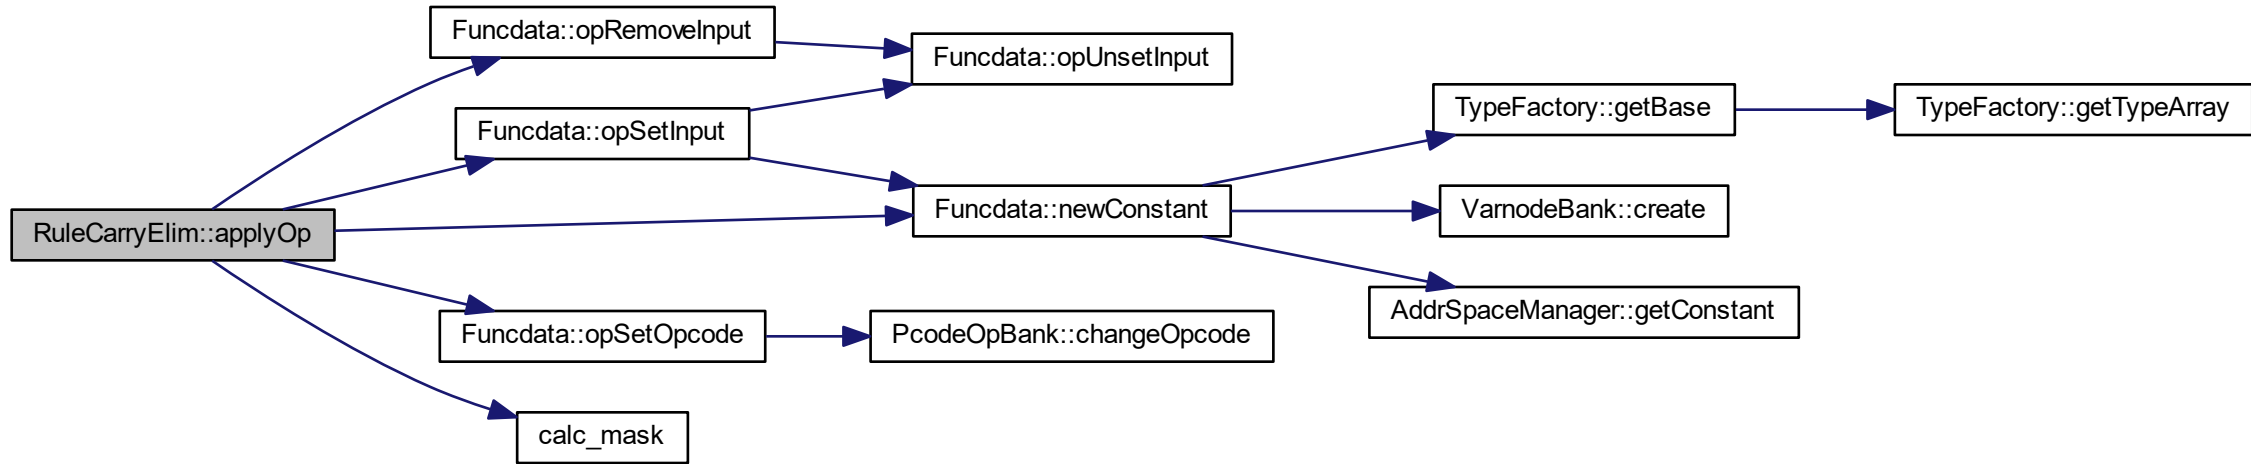 Funcdata::opRemoveInput
Funcdata::opUnsetInput
TypeFactory::getBase
TypeFactory::getTypeArray
Funcdata::opSetInput
Funcdata::newConstant
VarnodeBank::create
RuleCarryElim::applyOp
AddrSpaceManager::getConstant
Funcdata::opSetOpcode
PcodeOpBank::changeOpcode
calc_mask